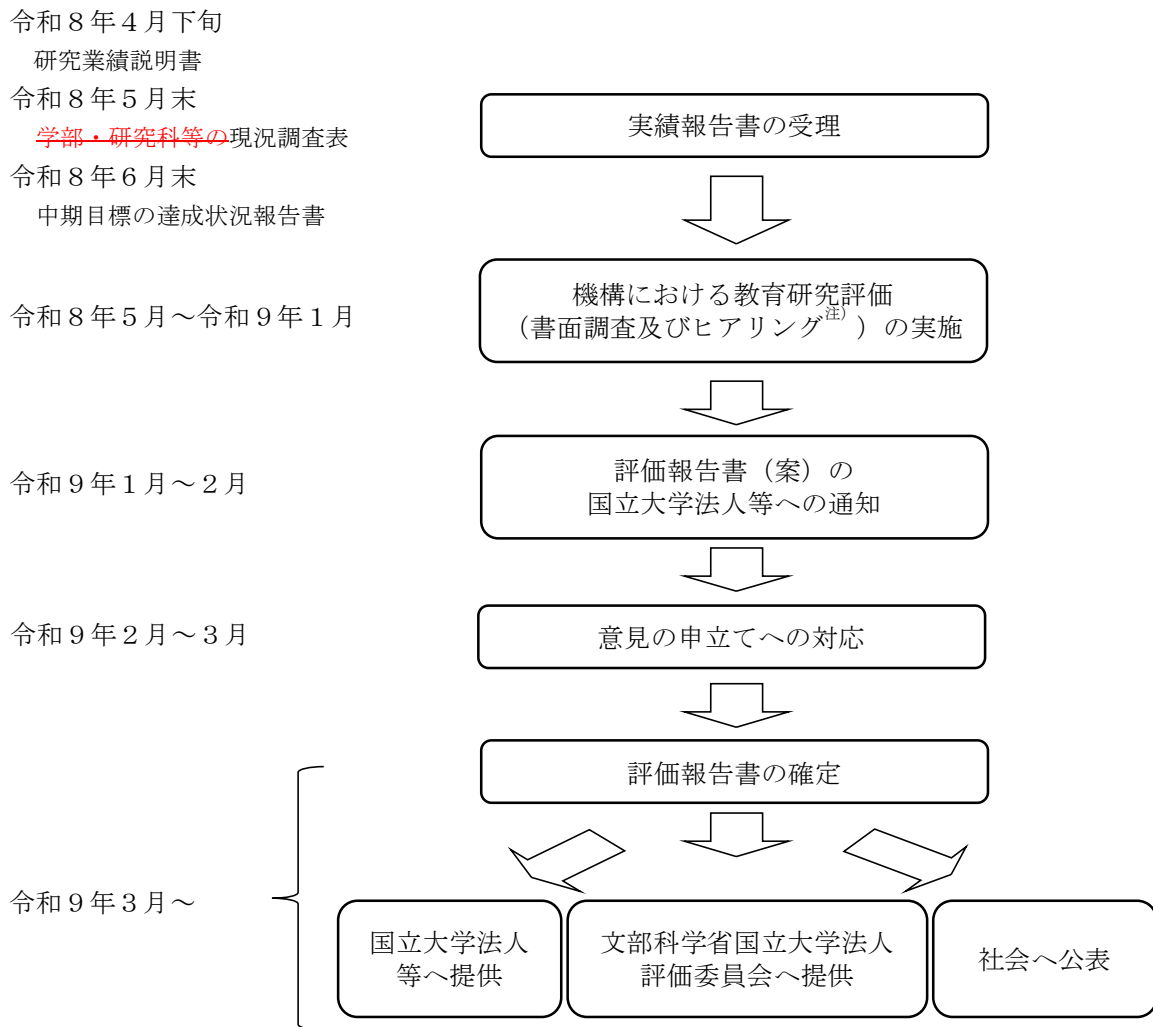 令和８年４月下旬
研究業績説明書
令和８年５月末
学部・研究科等の現況調査表
令和８年６月末
中期目標の達成状況報告書
実績報告書の受理
令和８年５月～令和９年１月
機構における教育研究評価
（書面調査及びヒアリング注））の実施
令和９年１月～２月
評価報告書（案）の
国立大学法人等への通知
令和９年２月～３月
意見の申立てへの対応
評価報告書の確定
令和９年３月～
国立大学法人
等へ提供
文部科学省国立大学法人
評価委員会へ提供
社会へ公表